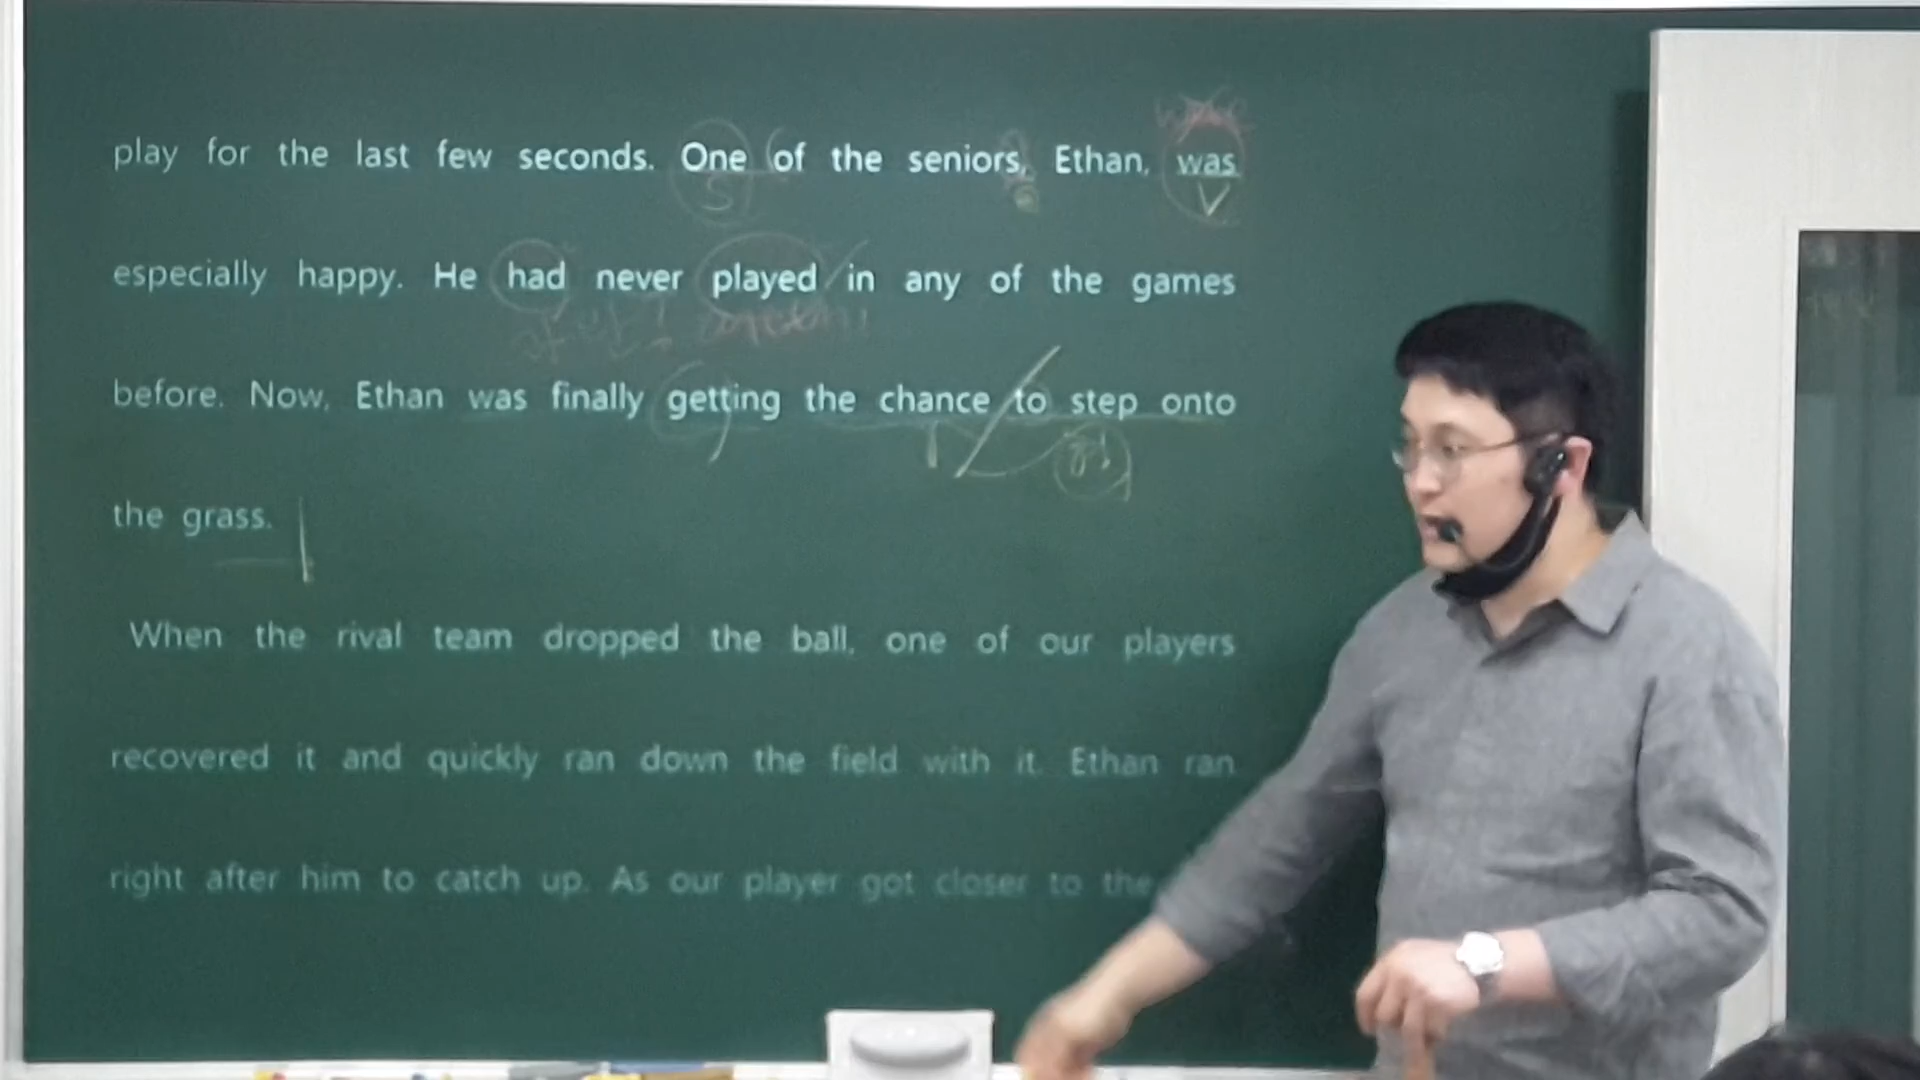 play for the last few seconds. One of the seniors, Ethan, was
S
V
especially happy. He had never played in any of the games
before. Now, Ethan was finally getting the chance to step onto
the grass.
When the rival team dropped the ball, one of our players
recovered it and quickly ran down the field with it. Ethan ran
right after him to catch up. As our player got closer to the